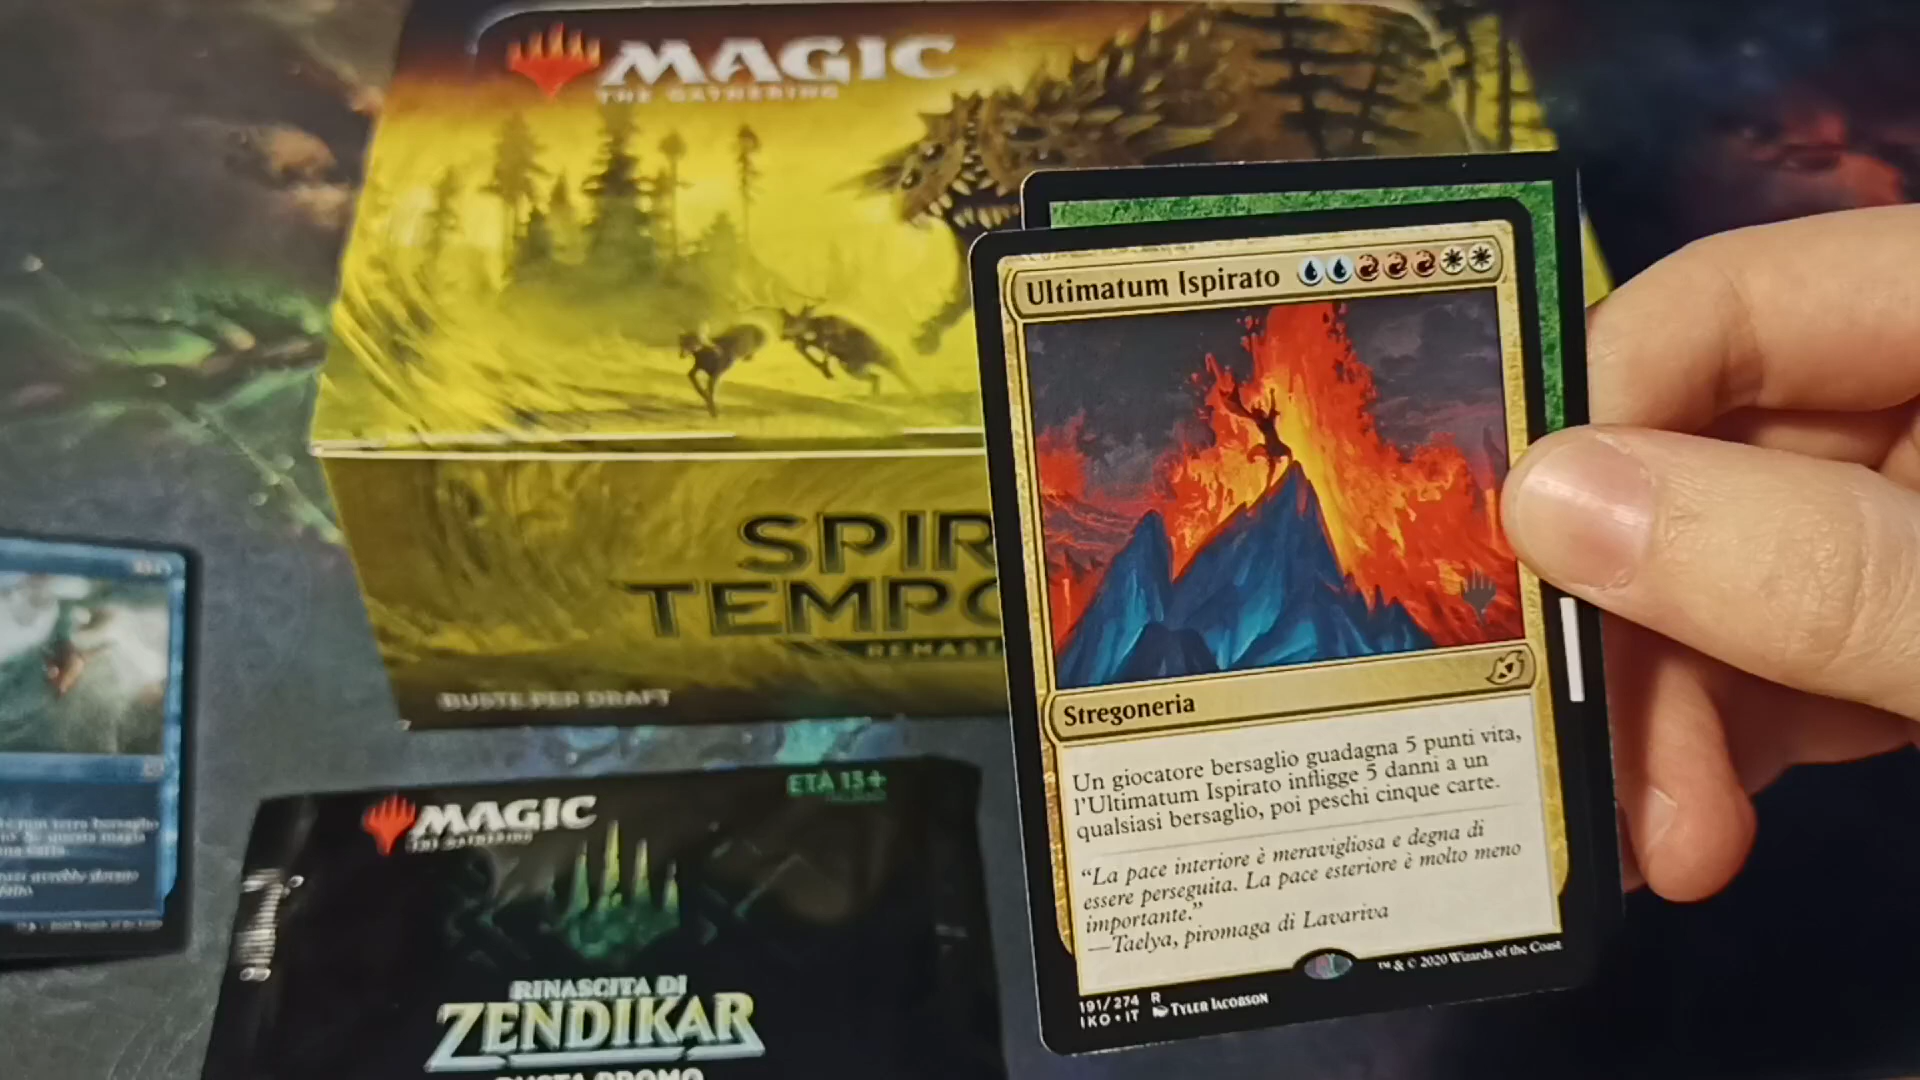 MAGIC
THE GATHERING
SPIR
TEMPO
REMAST
BUSTE PER DRAFT
ETÀ 13+
MAGIC
THE GATHERING
RINASCITA DI
ZENDIKAR
BUSTA PROMO
Ultimatum Ispirato
Stregoneria
Un giocatore bersaglio guadagna 5 punti vita,
l'Ultimatum Ispirato infligge 5 danni a un
qualsiasi bersaglio, poi peschi cinque carte.
“La pace interiore è meravigliosa e degna di
essere perseguita. La pace esteriore è molto meno
importante.”
—Taelya, piromaga di Lavariva
191/274 R
IKO • IT TYLER JACOBSON
™ & © 2020 Wizards of the Coast